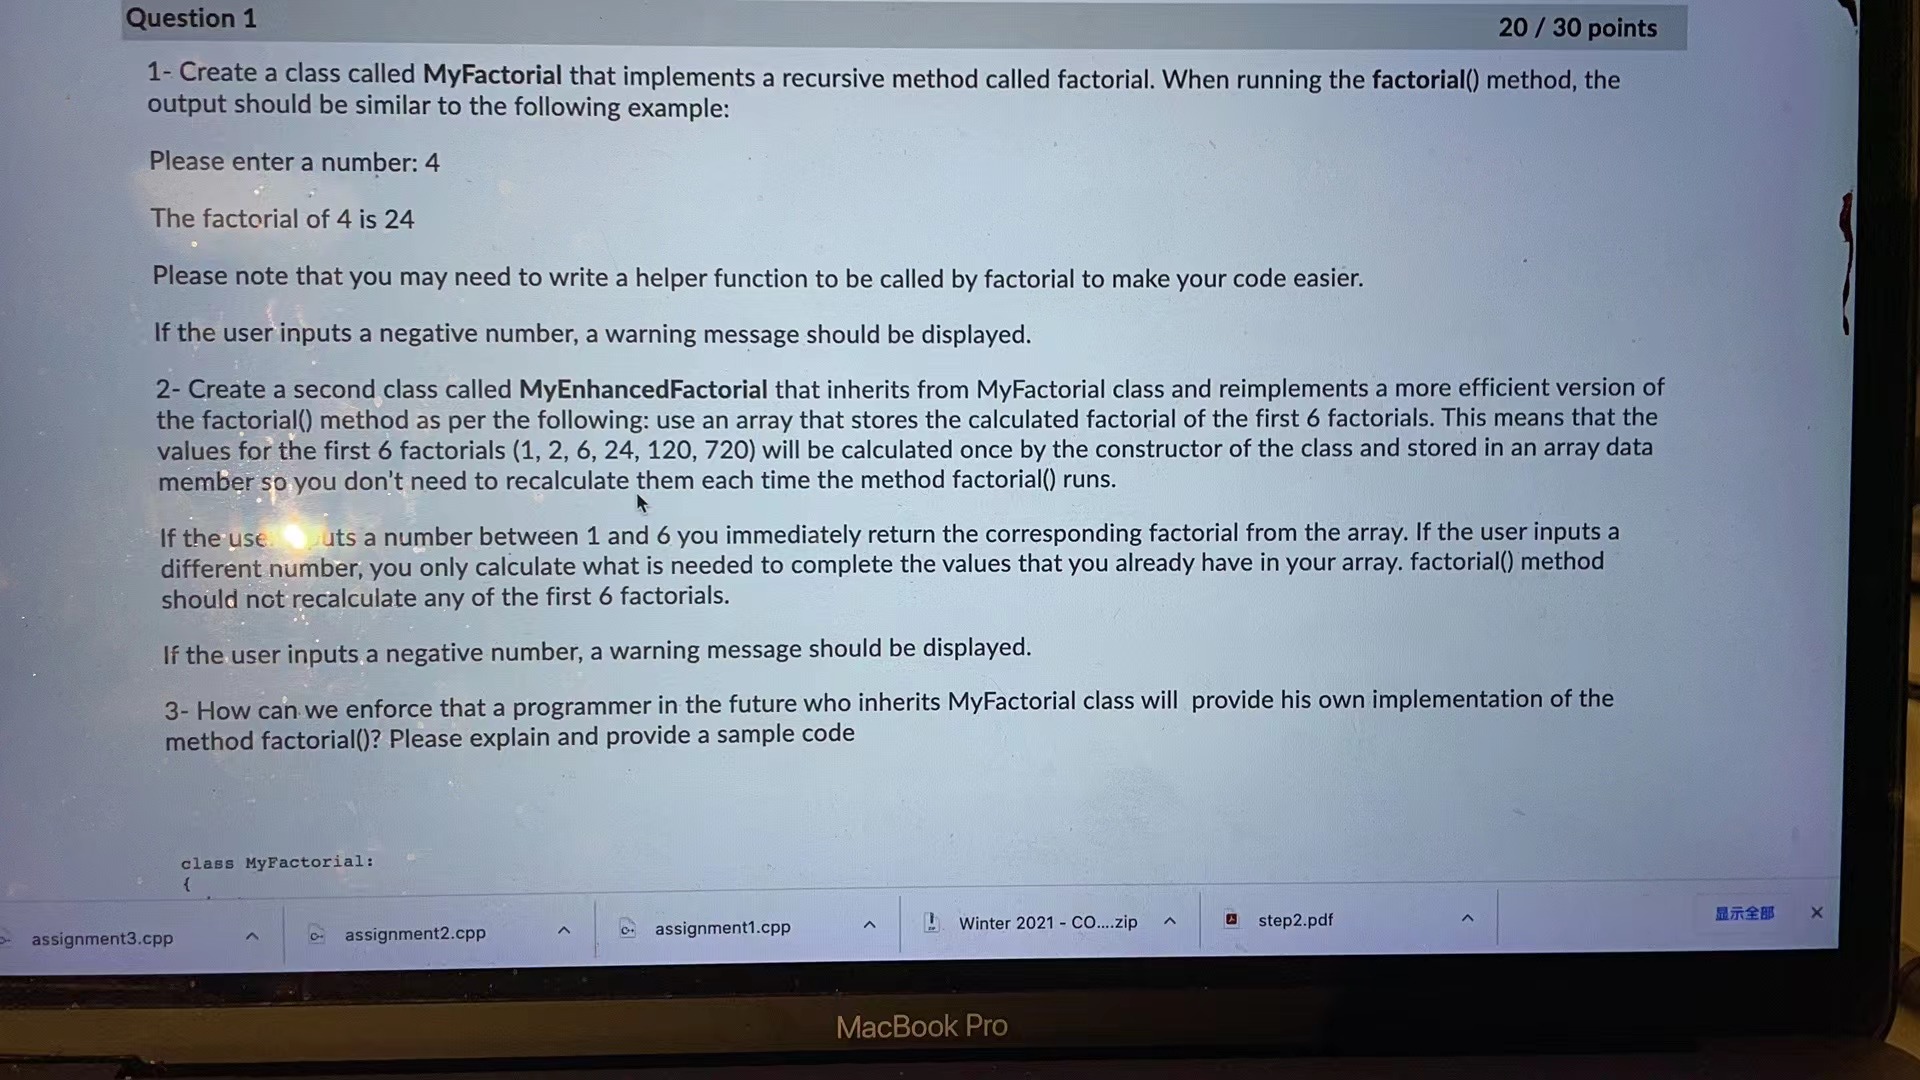 Question 1
20 / 30 points
1- Create a class called MyFactorial that implements a recursive method called factorial. When running the factorial() method, the
output should be similar to the following example:
Please enter a number: 4
The factorial of 4 is 24
Please note that you may need to write a helper function to be called by factorial to make your code easier.
If the user inputs a negative number, a warning message should be displayed.
2- Create a second class called MyEnhancedFactorial that inherits from MyFactorial class and reimplements a more efficient version of
the factorial() method as per the following: use an array that stores the calculated factorial of the first 6 factorials. This means that the
values for the first 6 factorials (1, 2, 6, 24, 120, 720) will be calculated once by the constructor of the class and stored in an array data
member so you don't need to recalculate them each time the method factorial() runs.
If the use uts a number between 1 and 6 you immediately return the corresponding factorial from the array. If the user inputs a
different number, you only calculate what is needed to complete the values that you already have in your array. factorial() method
should not recalculate any of the first 6 factorials.
If the user inputs a negative number, a warning message should be displayed.
3- How can we enforce that a programmer in the future who inherits MyFactorial class will provide his own implementation of the
method factorial()? Please explain and provide a sample code
class MyFactorial:
{
assignment3.cpp
assignment2.cpp
assignment1.cpp
Winter 2021 - CO....zip
step2.pdf
显示全部
MacBook Pro